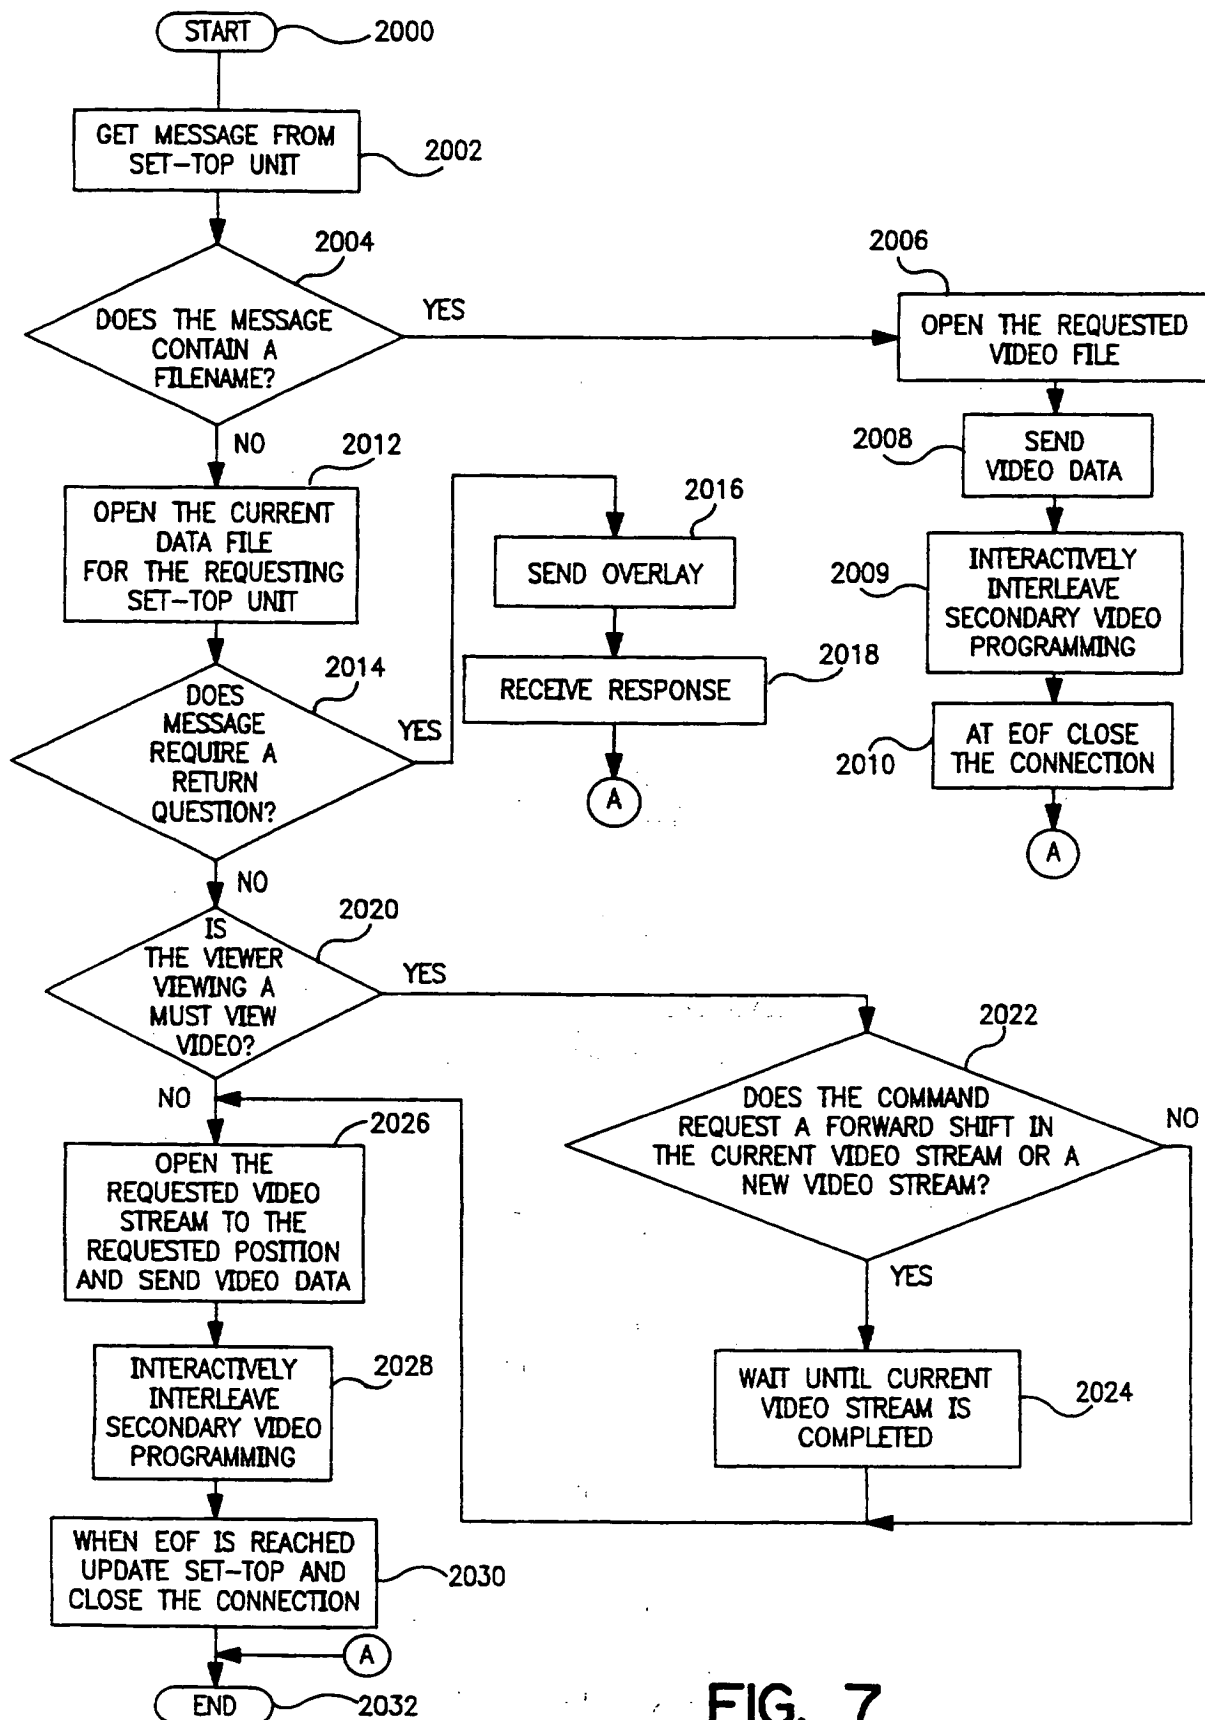 START
2000
GET MESSAGE FROM
SET-TOP UNIT
2002
2004
DOES THE MESSAGE
CONTAIN A
FILENAME?
YES
NO
2006
OPEN THE REQUESTED
VIDEO FILE
2008
SEND
VIDEO DATA
2009
INTERACTIVELY
INTERLEAVE
SECONDARY VIDEO
PROGRAMMING
2010
AT EOF CLOSE
THE CONNECTION
A
2012
OPEN THE CURRENT
DATA FILE
FOR THE REQUESTING
SET-TOP UNIT
2014
DOES
MESSAGE
REQUIRE A
RETURN
QUESTION?
YES
NO
2016
SEND OVERLAY
2018
RECEIVE RESPONSE
A
2020
IS
THE VIEWER
VIEWING A
MUST VIEW
VIDEO?
YES
NO
2022
DOES THE COMMAND
REQUEST A FORWARD SHIFT IN
THE CURRENT VIDEO STREAM OR A
NEW VIDEO STREAM?
NO
YES
2024
WAIT UNTIL CURRENT
VIDEO STREAM IS
COMPLETED
2026
OPEN THE
REQUESTED VIDEO
STREAM TO THE
REQUESTED POSITION
AND SEND VIDEO DATA
2028
INTERACTIVELY
INTERLEAVE
SECONDARY VIDEO
PROGRAMMING
WHEN EOF IS REACHED
UPDATE SET-TOP AND
CLOSE THE CONNECTION
2030
A
END
2032
FIG. 7